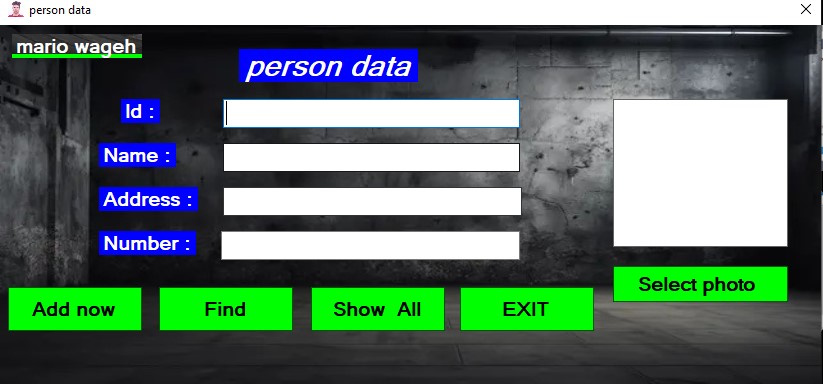 person data
mario wageh
person data
Id :
Name :
Address :
Number :
Select photo
Add now
Find
Show All
EXIT